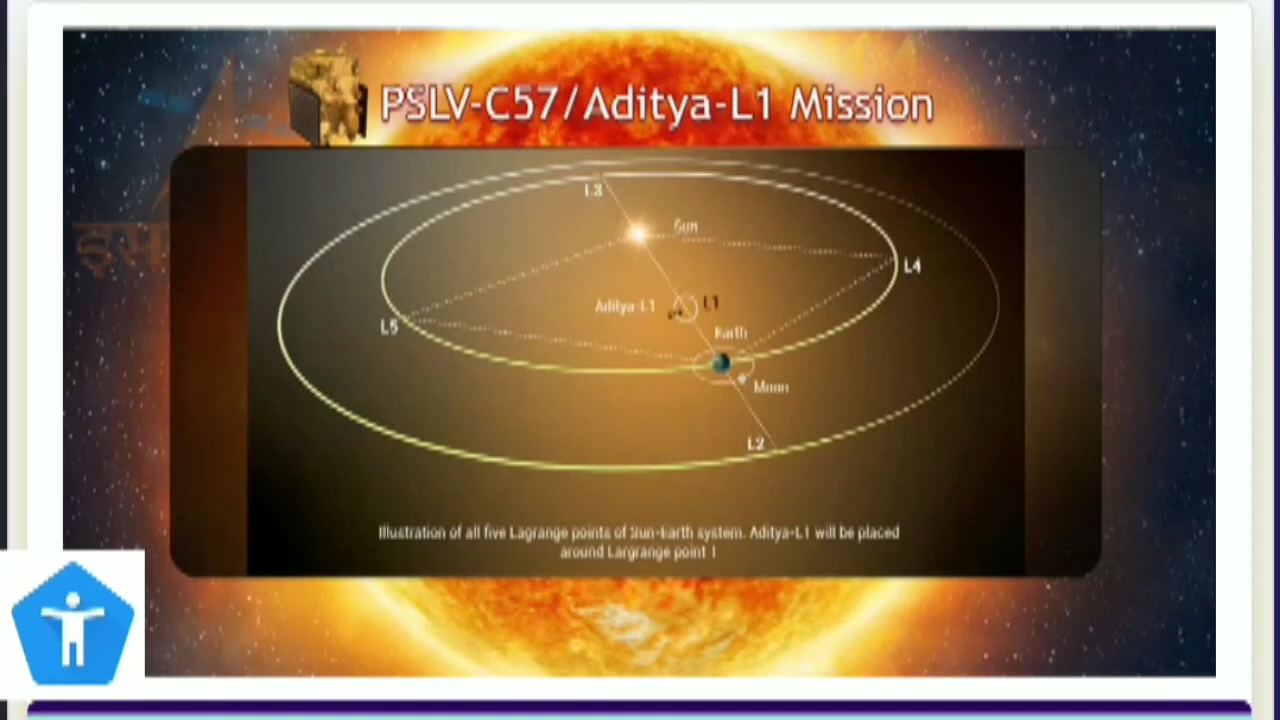 PSLV-C57/Aditya-L1 Mission
L3
Sun
L4
Aditya-L1
L1
L5
Earth
Moon
L2
Illustration of all five Lagrange points of Sun-Earth system. Aditya-L1 will be placed
around Largrange point 1